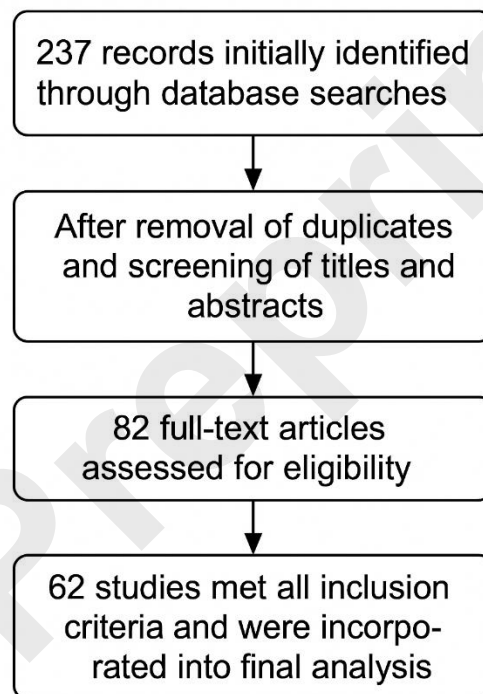 237 records initially identified
through database searches
After removal of duplicates
and screening of titles and
abstracts
82 full-text articles
assessed for eligibility
62 studies met all inclusion
criteria and were incorpo-
rated into final analysis
Preprin